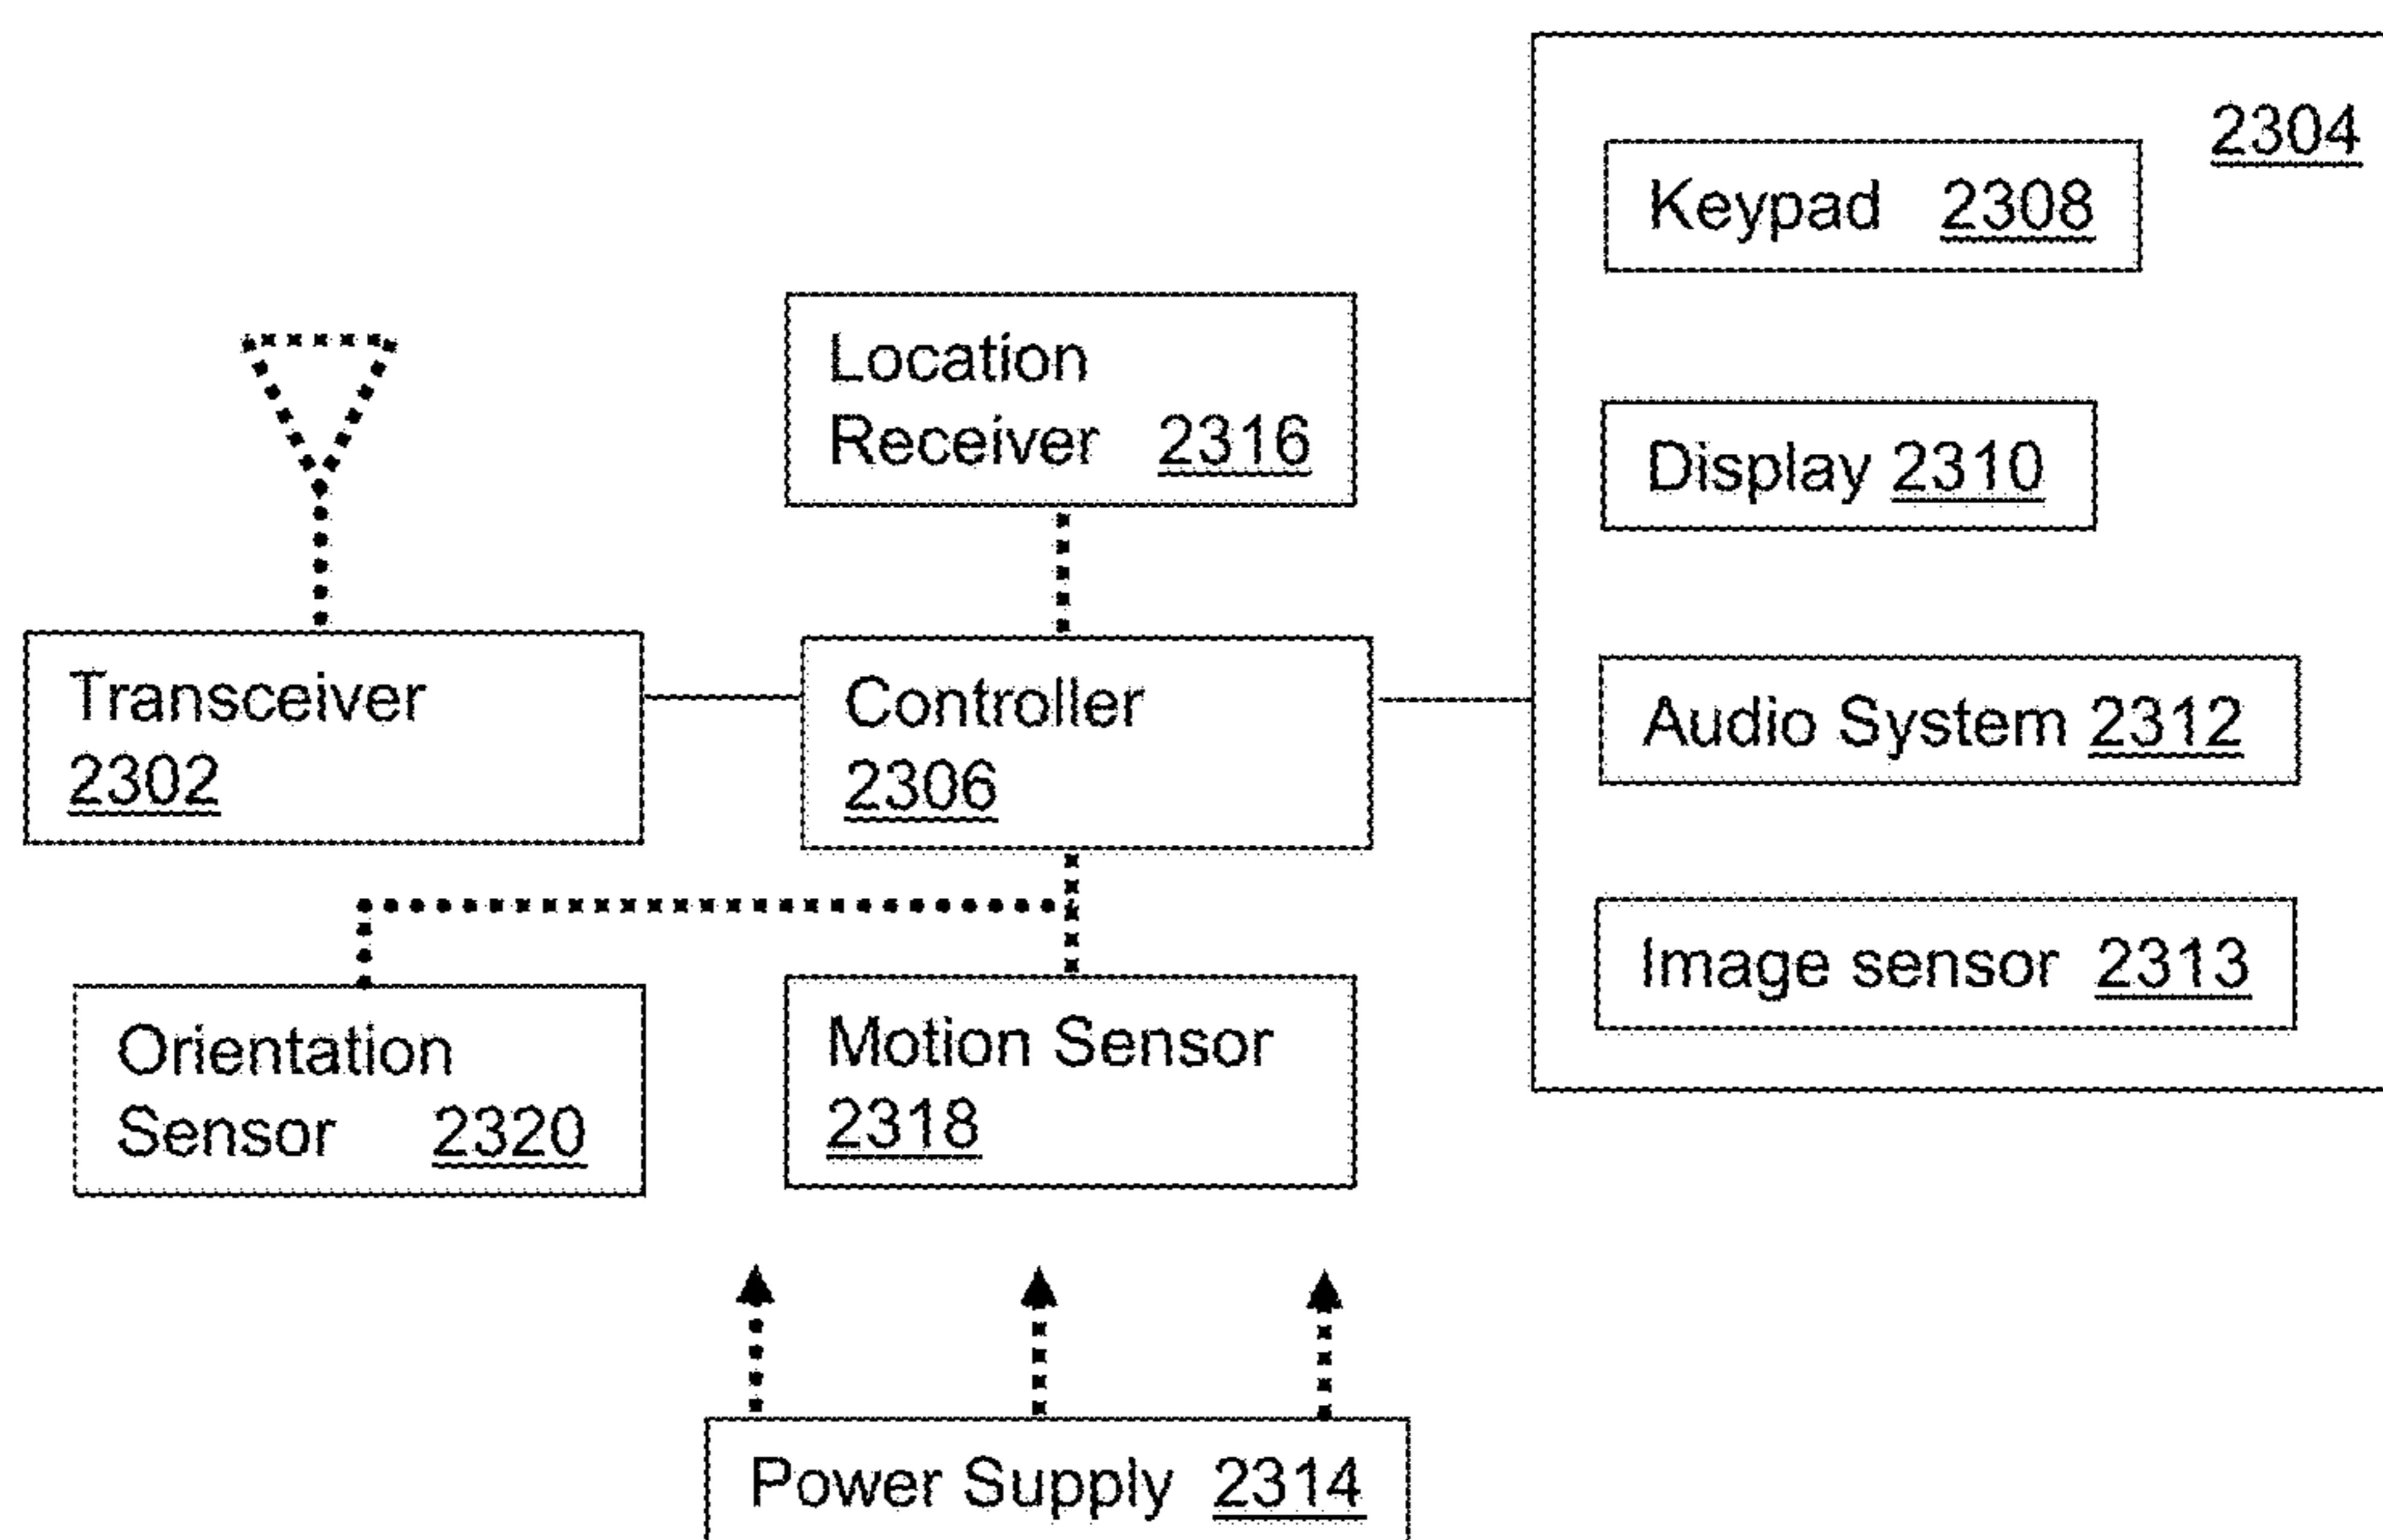 2304
Keypad 2308
Location
Receiver 2316
Display 2310
Transceiver
2302
Controller
2306
Audio System 2312
Image sensor 2313
Orientation
Sensor 2320
Motion Sensor
2318
Power Supply 2314